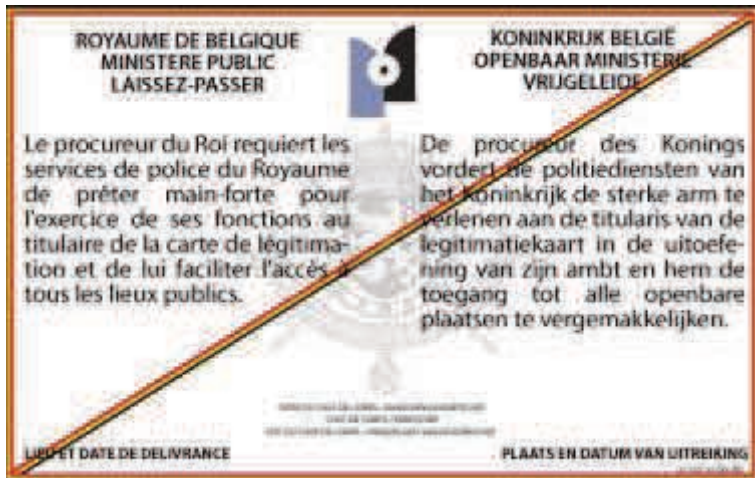 ROYAUME DE BELGIQUE
MINISTERE PUBLIC
LAISSEZ-PASSER
Le procureur du Roi requiert les
services de police du Royaume
de prêter main-forte pour
l'exercice de ses fonctions au
titulaire de la carte de légitima-
tion et de lui faciliter l'accès à
tous les lieux publics.
KONINKRIJK BELGIË
OPENBAAR MINISTERIE
VRIJGELEIDE
De procureur des Konings
vordert de politiediensten van
het Koninkrijk de sterke arm te
verlenen aan de titularis van de
legitimatiekaart in de uitoefe-
ning van zijn ambt en hem de
toegang tot alle openbare
plaatsen te vergemakkelijken.
LIEU ET DATE DE DELIVRANCE
PLAATS EN DATUM VAN UITREIKING